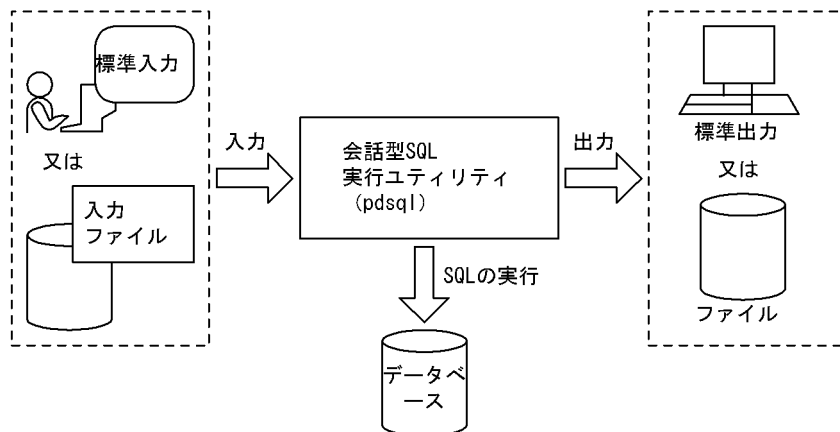 標準入力
又は
入力
ファイル
入力
会話型SQL
実行ユティリティ
(pdsql)
SQLの実行
データベ
ース
出力
標準出力
又は
ファイル